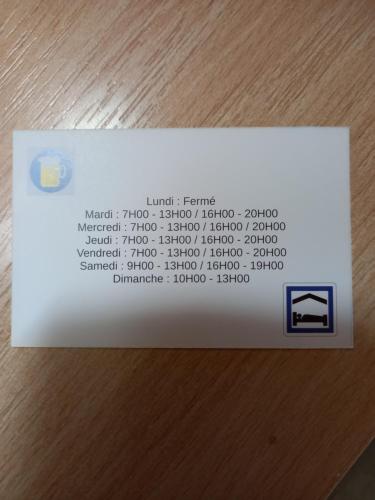 Lundi : Fermé
Mardi : 7H00 - 13H00 / 16H00 - 20H00
Mercredi : 7H00 - 13H00 / 16H00 / 20H00
Jeudi : 7H00 - 13H00 / 16H00 - 20H00
Vendredi : 7H00 - 13H00 / 16H00 - 20H00
Samedi : 9H00 - 13H00 / 16H00 - 19H00
Dimanche : 10H00 - 13H00